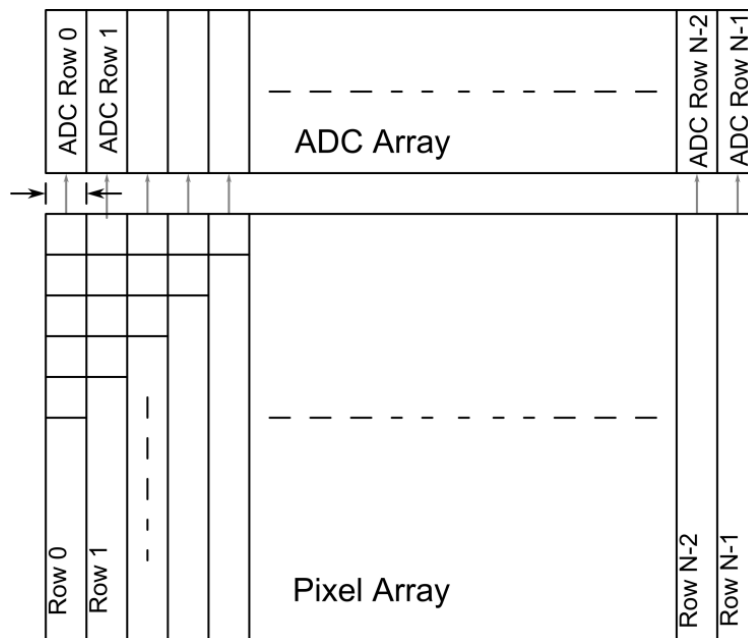 ADC Row 0
ADC Row 1
ADC Row N-2
ADC Row N-1
ADC Array
Row 0
Row 1
Row N-2
Row N-1
Pixel Array